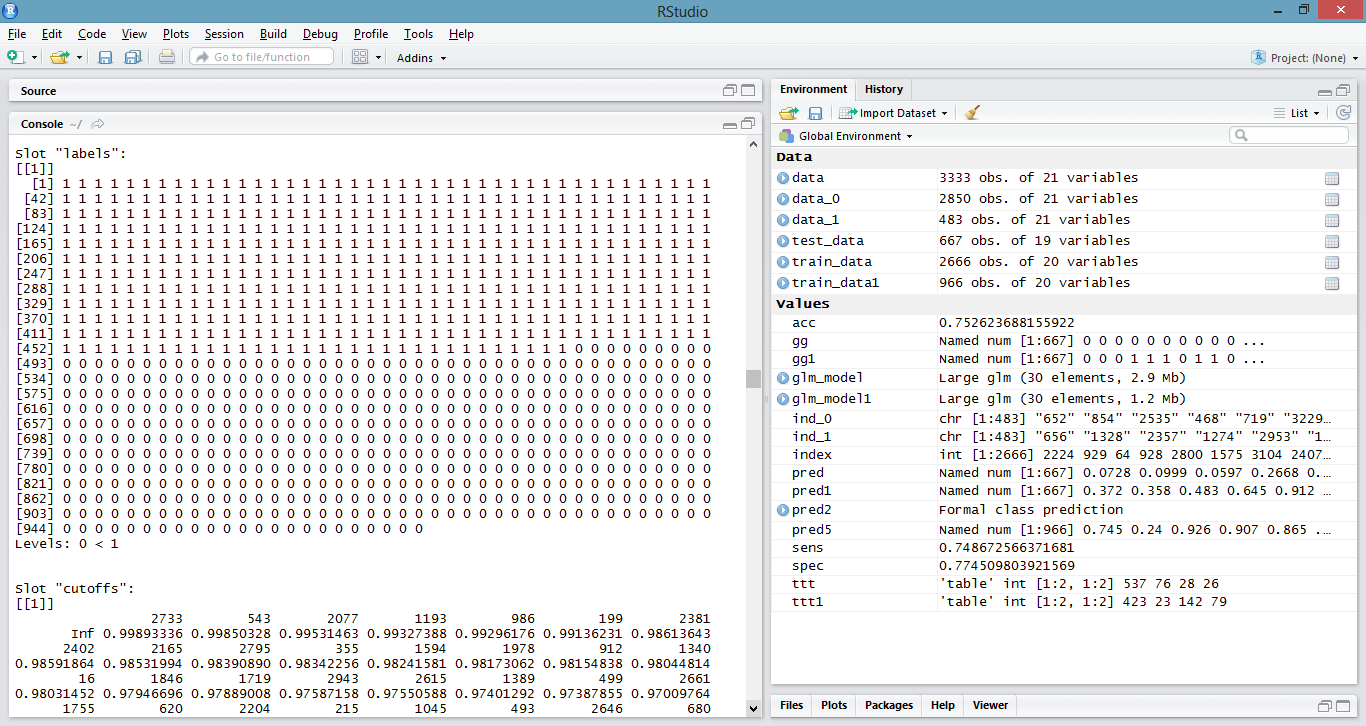 RStudio
File Edit Code View Plots Session Build Debug Profile Tools Help
Go to file/function Addins Project: (None)
Source
Console ~/
Slot "labels":
[[1]]
[1] 1 1 1 1 1 1 1 1 1 1 1 1 1 1 1 1 1 1 1 1 1 1 1 1 1 1 1 1 1 1 1 1 1 1 1 1 1 1 1 1 1
[42] 1 1 1 1 1 1 1 1 1 1 1 1 1 1 1 1 1 1 1 1 1 1 1 1 1 1 1 1 1 1 1 1 1 1 1 1 1 1 1 1 1
[83] 1 1 1 1 1 1 1 1 1 1 1 1 1 1 1 1 1 1 1 1 1 1 1 1 1 1 1 1 1 1 1 1 1 1 1 1 1 1 1 1 1
[124] 1 1 1 1 1 1 1 1 1 1 1 1 1 1 1 1 1 1 1 1 1 1 1 1 1 1 1 1 1 1 1 1 1 1 1 1 1 1 1 1 1
[165] 1 1 1 1 1 1 1 1 1 1 1 1 1 1 1 1 1 1 1 1 1 1 1 1 1 1 1 1 1 1 1 1 1 1 1 1 1 1 1 1 1
[206] 1 1 1 1 1 1 1 1 1 1 1 1 1 1 1 1 1 1 1 1 1 1 1 1 1 1 1 1 1 1 1 1 1 1 1 1 1 1 1 1 1
[247] 1 1 1 1 1 1 1 1 1 1 1 1 1 1 1 1 1 1 1 1 1 1 1 1 1 1 1 1 1 1 1 1 1 1 1 1 1 1 1 1 1
[288] 1 1 1 1 1 1 1 1 1 1 1 1 1 1 1 1 1 1 1 1 1 1 1 1 1 1 1 1 1 1 1 1 1 1 1 1 1 1 1 1 1
[329] 1 1 1 1 1 1 1 1 1 1 1 1 1 1 1 1 1 1 1 1 1 1 1 1 1 1 1 1 1 1 1 1 1 1 1 1 1 1 1 1 1
[370] 1 1 1 1 1 1 1 1 1 1 1 1 1 1 1 1 1 1 1 1 1 1 1 1 1 1 1 1 1 1 1 1 1 1 1 1 1 1 1 1 1
[411] 1 1 1 1 1 1 1 1 1 1 1 1 1 1 1 1 1 1 1 1 1 1 1 1 1 1 1 1 1 1 1 1 1 1 1 1 1 1 1 1 1
[452] 1 1 1 1 1 1 1 1 1 1 1 1 1 1 1 1 1 1 1 1 1 1 1 1 1 1 1 1 1 1 1 1 0 0 0 0 0 0 0 0 0
[493] 0 0 0 0 0 0 0 0 0 0 0 0 0 0 0 0 0 0 0 0 0 0 0 0 0 0 0 0 0 0 0 0 0 0 0 0 0 0 0 0 0
[534] 0 0 0 0 0 0 0 0 0 0 0 0 0 0 0 0 0 0 0 0 0 0 0 0 0 0 0 0 0 0 0 0 0 0 0 0 0 0 0 0 0
[575] 0 0 0 0 0 0 0 0 0 0 0 0 0 0 0 0 0 0 0 0 0 0 0 0 0 0 0 0 0 0 0 0 0 0 0 0 0 0 0 0 0
[616] 0 0 0 0 0 0 0 0 0 0 0 0 0 0 0 0 0 0 0 0 0 0 0 0 0 0 0 0 0 0 0 0 0 0 0 0 0 0 0 0 0
[657] 0 0 0 0 0 0 0 0 0 0 0 0 0 0 0 0 0 0 0 0 0 0 0 0 0 0 0 0 0 0 0 0 0 0 0 0 0 0 0 0 0
[698] 0 0 0 0 0 0 0 0 0 0 0 0 0 0 0 0 0 0 0 0 0 0 0 0 0 0 0 0 0 0 0 0 0 0 0 0 0 0 0 0 0
[739] 0 0 0 0 0 0 0 0 0 0 0 0 0 0 0 0 0 0 0 0 0 0 0 0 0 0 0 0 0 0 0 0 0 0 0 0 0 0 0 0 0
[780] 0 0 0 0 0 0 0 0 0 0 0 0 0 0 0 0 0 0 0 0 0 0 0 0 0 0 0 0 0 0 0 0 0 0 0 0 0 0 0 0 0
[821] 0 0 0 0 0 0 0 0 0 0 0 0 0 0 0 0 0 0 0 0 0 0 0 0 0 0 0 0 0 0 0 0 0 0 0 0 0 0 0 0 0
[862] 0 0 0 0 0 0 0 0 0 0 0 0 0 0 0 0 0 0 0 0 0 0 0 0 0 0 0 0 0 0 0 0 0 0 0 0 0 0 0 0 0
[903] 0 0 0 0 0 0 0 0 0 0 0 0 0 0 0 0 0 0 0 0 0 0 0 0 0 0 0 0 0 0 0 0 0 0 0 0 0 0 0 0 0
[944] 0 0 0 0 0 0 0 0 0 0 0 0 0 0 0 0 0 0 0 0 0 0 0
Levels: 0 < 1
Slot "cutoffs":
[[1]]
2733 543 2077 1193 986 199 2381
Inf 0.99893336 0.99850328 0.99531463 0.99327388 0.99296176 0.99136231 0.98613643
2402 2165 2795 355 1594 1978 912 1340
0.98591864 0.98531994 0.98390890 0.98342256 0.98241581 0.98173062 0.98154838 0.98044814
16 1846 1719 2943 2615 1389 499 2661
0.98031452 0.97946696 0.97889008 0.97587158 0.97550588 0.97401292 0.97387855 0.97009764
1755 620 2204 215 1045 493 2646 680
Environment History
Import Dataset List
Global Environment
Data
data 3333 obs. of 21 variables
data_0 2850 obs. of 21 variables
data_1 483 obs. of 21 variables
test_data 667 obs. of 19 variables
train_data 2666 obs. of 20 variables
train_data1 966 obs. of 20 variables
Values
acc 0.752623688155922
gg Named num [1:667] 0 0 0 0 0 0 0 0 0 0 ...
gg1 Named num [1:667] 0 0 0 1 1 1 0 1 1 0 ...
glm_model Large glm (30 elements, 2.9 Mb)
glm_model1 Large glm (30 elements, 1.2 Mb)
ind_0 chr [1:483] "652" "854" "2535" "468" "719" "3229…
ind_1 chr [1:483] "656" "1328" "2357" "1274" "2953" "1…
index int [1:2666] 2224 929 64 928 2800 1575 3104 2407…
pred Named num [1:667] 0.0728 0.0999 0.0597 0.2668 0.…
pred1 Named num [1:667] 0.372 0.358 0.483 0.645 0.912 …
pred2 Formal class prediction
pred5 Named num [1:966] 0.745 0.24 0.926 0.907 0.865 .…
sens 0.748672566371681
spec 0.774509803921569
ttt 'table' int [1:2, 1:2] 537 76 28 26
ttt1 'table' int [1:2, 1:2] 423 23 142 79
Files Plots Packages Help Viewer